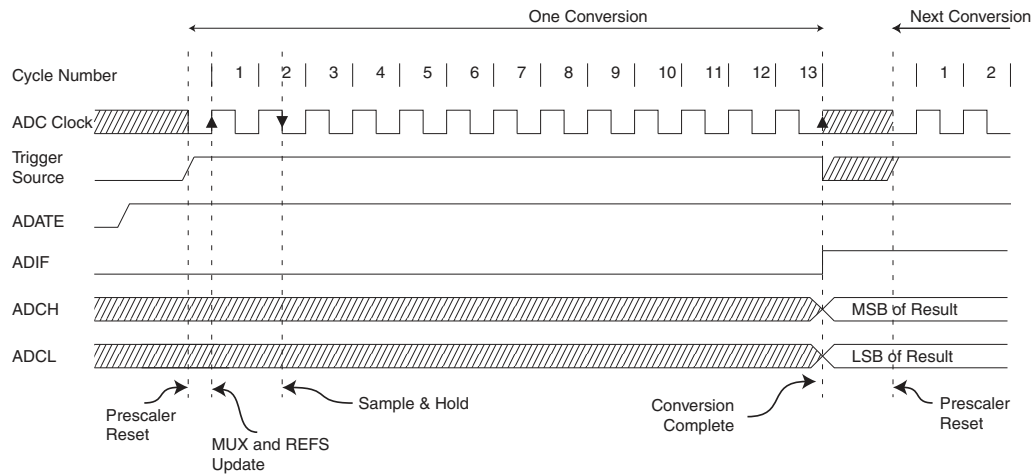 One Conversion
Next Conversion
Cycle Number
1 2 3 4 5 6 7 8 9 10 11 12 13 1 2
ADC Clock
Trigger
Source
ADATE
ADIF
ADCH
MSB of Result
ADCL
LSB of Result
Prescaler
Reset
MUX and REFS
Update
Sample & Hold
Conversion
Complete
Prescaler
Reset